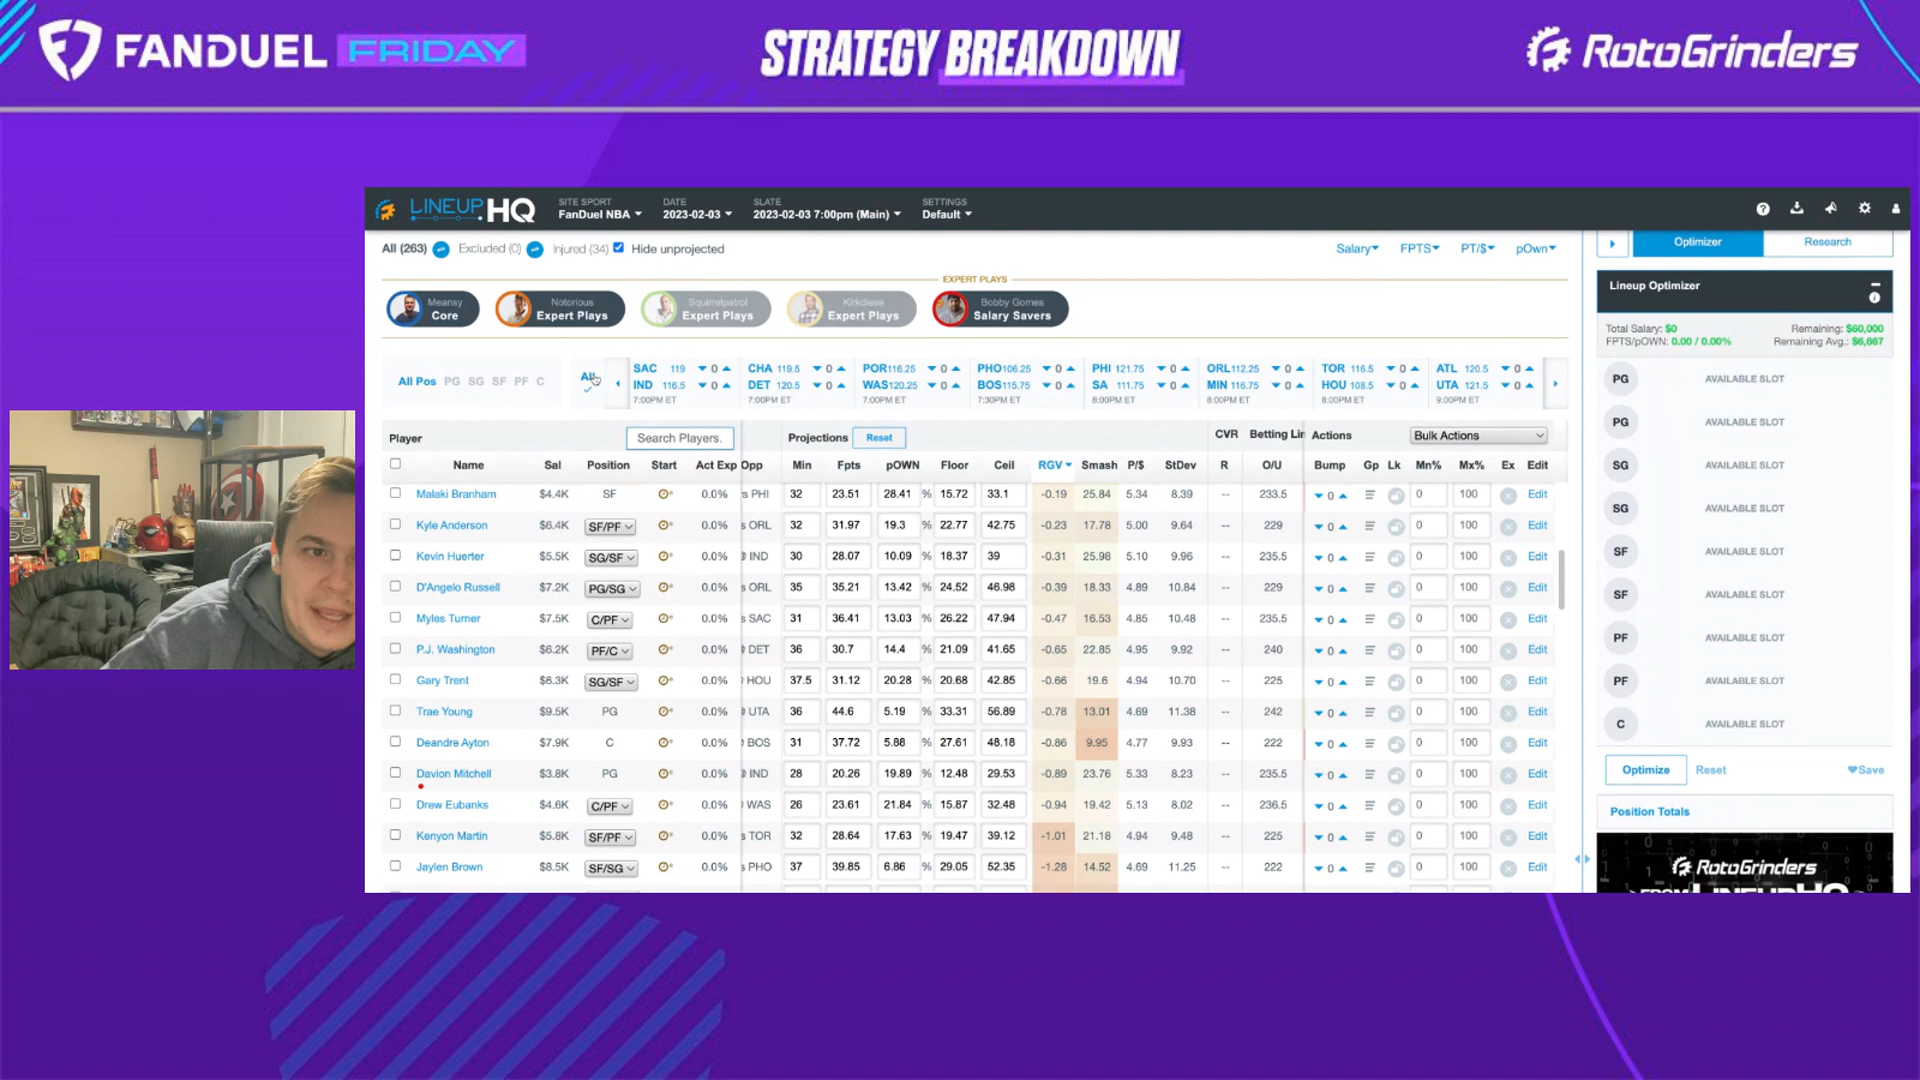 FANDUEL FRIDAY
STRATEGY BREAKDOWN
RotoGrinders
LINEUPHQ
SITE SPORT
FanDuel NBA
DATE
2023-02-03
SLATE
2023-02-03 7:00pm (Main)
SETTINGS
Default
All (263) Excluded (0) Injured (34) Hide unprojected
Salary FPTS PT/$ pOwn
EXPERT PLAYS
Meansy
Core
Notorious
Expert Plays
Squirrelpatrol
Expert Plays
Kirkdiese
Expert Plays
Bobby Gomes
Salary Savers
All Pos PG SG SF PF C
All
SAC 119 0
IND 116.5 0
7:00PM ET
CHA 119.5 0
DET 120.5 0
7:00PM ET
POR 116.25 0
WAS 120.25 0
7:00PM ET
PHO 106.25 0
BOS 115.75 0
7:30PM ET
PHI 121.75 0
SA 111.75 0
8:00PM ET
ORL 112.25 0
MIN 116.75 0
8:00PM ET
TOR 116.5 0
HOU 108.5 0
8:00PM ET
ATL 120.5 0
UTA 121.5 0
9:00PM ET
Player Search Players. Projections Reset CVR Betting Lin Actions Bulk Actions
Name Sal Position Start Act Exp Opp Min Fpts pOWN Floor Ceil RGV Smash P/$ StDev R O/U Bump Gp Lk Mn% Mx% Ex Edit
Malaki Branham $4.4K SF 0.0% s PHI 32 23.51 28.41 % 15.72 33.1 -0.19 25.84 5.34 8.39 -- 233.5 0 0 100 Edit
Kyle Anderson $6.4K SF/PF 0.0% s ORL 32 31.97 19.3 % 22.77 42.75 -0.23 17.78 5.00 9.64 -- 229 0 0 100 Edit
Kevin Huerter $5.5K SG/SF 0.0% @ IND 30 28.07 10.09 % 18.37 39 -0.31 25.98 5.10 9.96 -- 235.5 0 0 100 Edit
D'Angelo Russell $7.2K PG/SG 0.0% s ORL 35 35.21 13.42 % 24.52 46.98 -0.39 18.33 4.89 10.84 -- 229 0 0 100 Edit
Myles Turner $7.5K C/PF 0.0% s SAC 31 36.41 13.03 % 26.22 47.94 -0.47 16.53 4.85 10.48 -- 235.5 0 0 100 Edit
P.J. Washington $6.2K PF/C 0.0% @ DET 36 30.7 14.4 % 21.09 41.65 -0.65 22.85 4.95 9.92 -- 240 0 0 100 Edit
Gary Trent $6.3K SG/SF 0.0% @ HOU 37.5 31.12 20.28 % 20.68 42.85 -0.66 19.6 4.94 10.70 -- 225 0 0 100 Edit
Trae Young $9.5K PG 0.0% @ UTA 36 44.6 5.19 % 33.31 56.89 -0.78 13.01 4.69 11.38 -- 242 0 0 100 Edit
Deandre Ayton $7.9K C 0.0% @ BOS 31 37.72 5.88 % 27.61 48.18 -0.86 9.95 4.77 9.93 -- 222 0 0 100 Edit
Davion Mitchell $3.8K PG 0.0% @ IND 28 20.26 19.89 % 12.48 29.53 -0.89 23.76 5.33 8.23 -- 235.5 0 0 100 Edit
Drew Eubanks $4.6K C/PF 0.0% @ WAS 26 23.61 21.84 % 15.87 32.48 -0.94 19.42 5.13 8.02 -- 236.5 0 0 100 Edit
Kenyon Martin $5.8K SF/PF 0.0% s TOR 32 28.64 17.63 % 19.47 39.12 -1.01 21.18 4.94 9.48 -- 225 0 0 100 Edit
Jaylen Brown $8.5K SF/SG 0.0% s PHO 37 39.85 6.86 % 29.05 52.35 -1.28 14.52 4.69 11.25 -- 222 0 0 100 Edit
Optimizer Research
Lineup Optimizer
Total Salary: $0 Remaining: $60,000
FPTS/pOWN: 0.00 / 0.00% Remaining Avg.: $6,667
PG AVAILABLE SLOT
PG AVAILABLE SLOT
SG AVAILABLE SLOT
SG AVAILABLE SLOT
SF AVAILABLE SLOT
SF AVAILABLE SLOT
PF AVAILABLE SLOT
PF AVAILABLE SLOT
C AVAILABLE SLOT
Optimize Reset Save
Position Totals
RotoGrinders